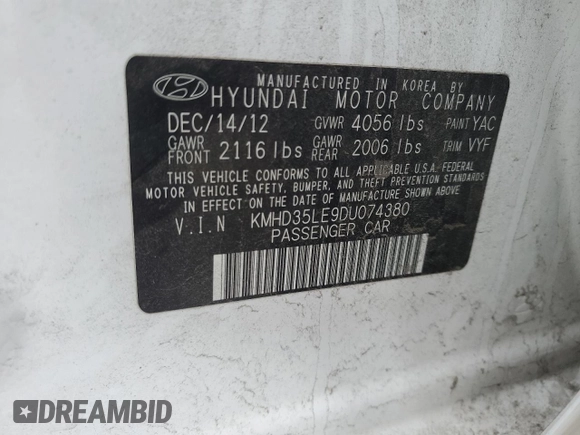 MANUFACTURED IN KOREA BY
HYUNDAI MOTOR COMPANY
DEC/14/12 GVWR 4056 lbs PAINT YAC
GAWR FRONT 2116 lbs GAWR REAR 2006 lbs TRIM VYF
THIS VEHICLE CONFORMS TO ALL APPLICABLE U.S.A. FEDERAL
MOTOR VEHICLE SAFETY, BUMPER, AND THEFT PREVENTION
STANDARDS IN EFFECT ON THE DATE OF MANUFACTURE SHOWN ABOVE.
V.I.N KMHD35LE9DU074380
PASSENGER CAR
DREAMBID